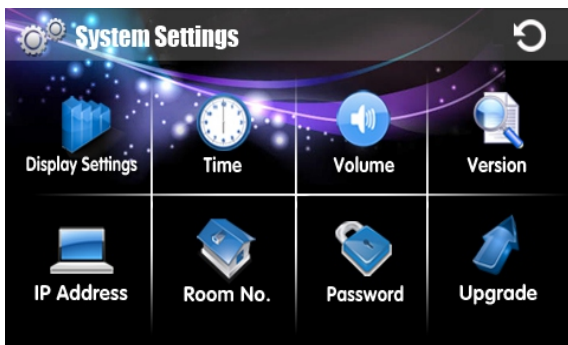 System Settings
Display Settings
Time
Volume
Version
IP Address
Room No.
Password
Upgrade